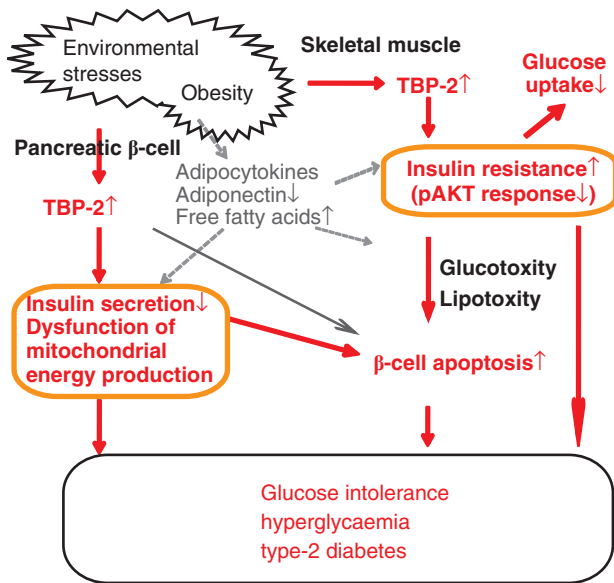 Environmental
stresses
Obesity
Skeletal muscle
TBP-2↑
Glucose
uptake↓
Pancreatic β-cell
TBP-2↑
Adipocytokines
Adiponectin↓
Free fatty acids↑
Insulin resistance↑
(pAKT response↓)
Glucotoxity
Lipotoxity
Insulin secretion↓
Dysfunction of
mitochondrial
energy production
β-cell apoptosis↑
Glucose intolerance
hyperglycaemia
type-2 diabetes